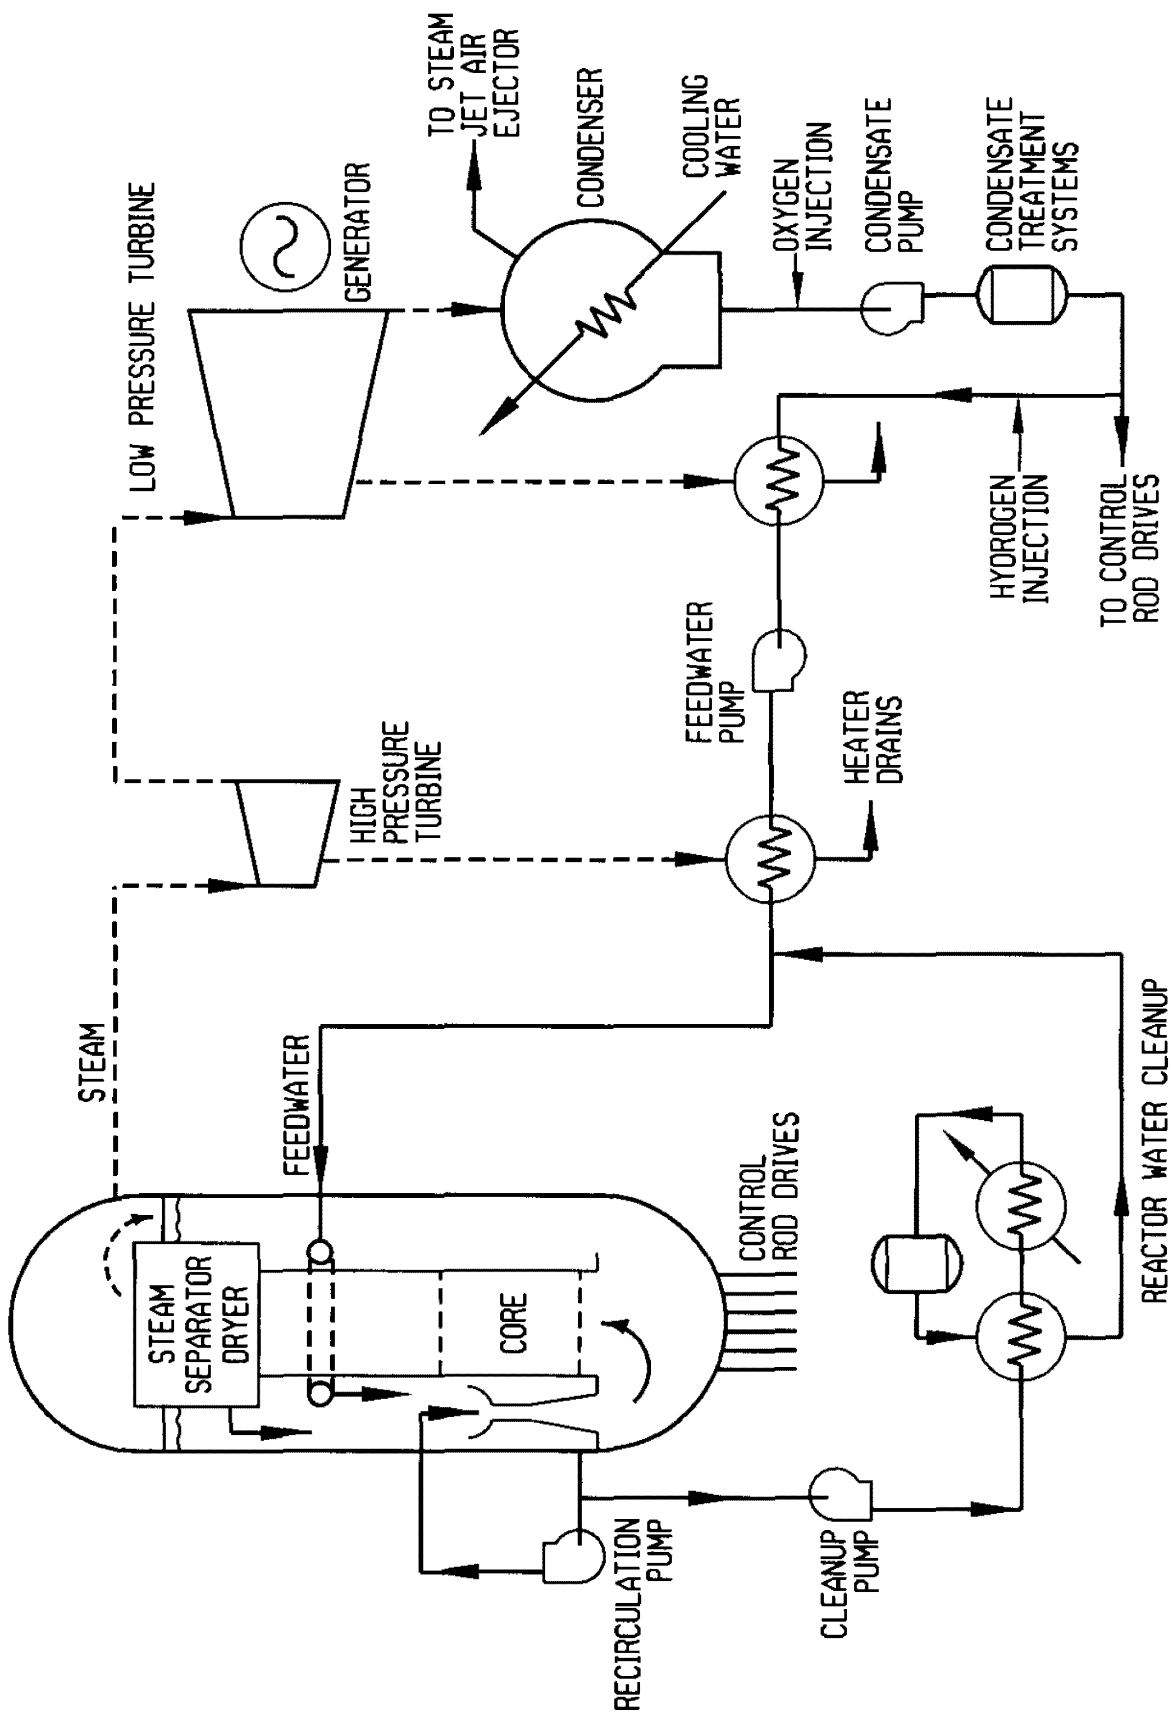 STEAM
LOW PRESSURE TURBINE
GENERATOR
TO STEAM
JET AIR
EJECTOR
HIGH
PRESSURE
TURBINE
CONDENSER
COOLING
WATER
STEAM
SEPARATOR
DRYER
FEEDWATER
CORE
RECIRCULATION
PUMP
CONTROL
ROD DRIVES
FEEDWATER
PUMP
HEATER
DRAINS
OXYGEN
INJECTION
CONDENSATE
PUMP
CONDENSATE
TREATMENT
SYSTEMS
HYDROGEN
INJECTION
TO CONTROL
ROD DRIVES
CLEANUP
PUMP
REACTOR WATER CLEANUP